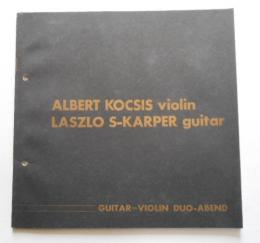 ALBERT KOCSIS violin
LASZLO S-KARPER guitar
GUITAR-VIOLIN DUO-ABEND